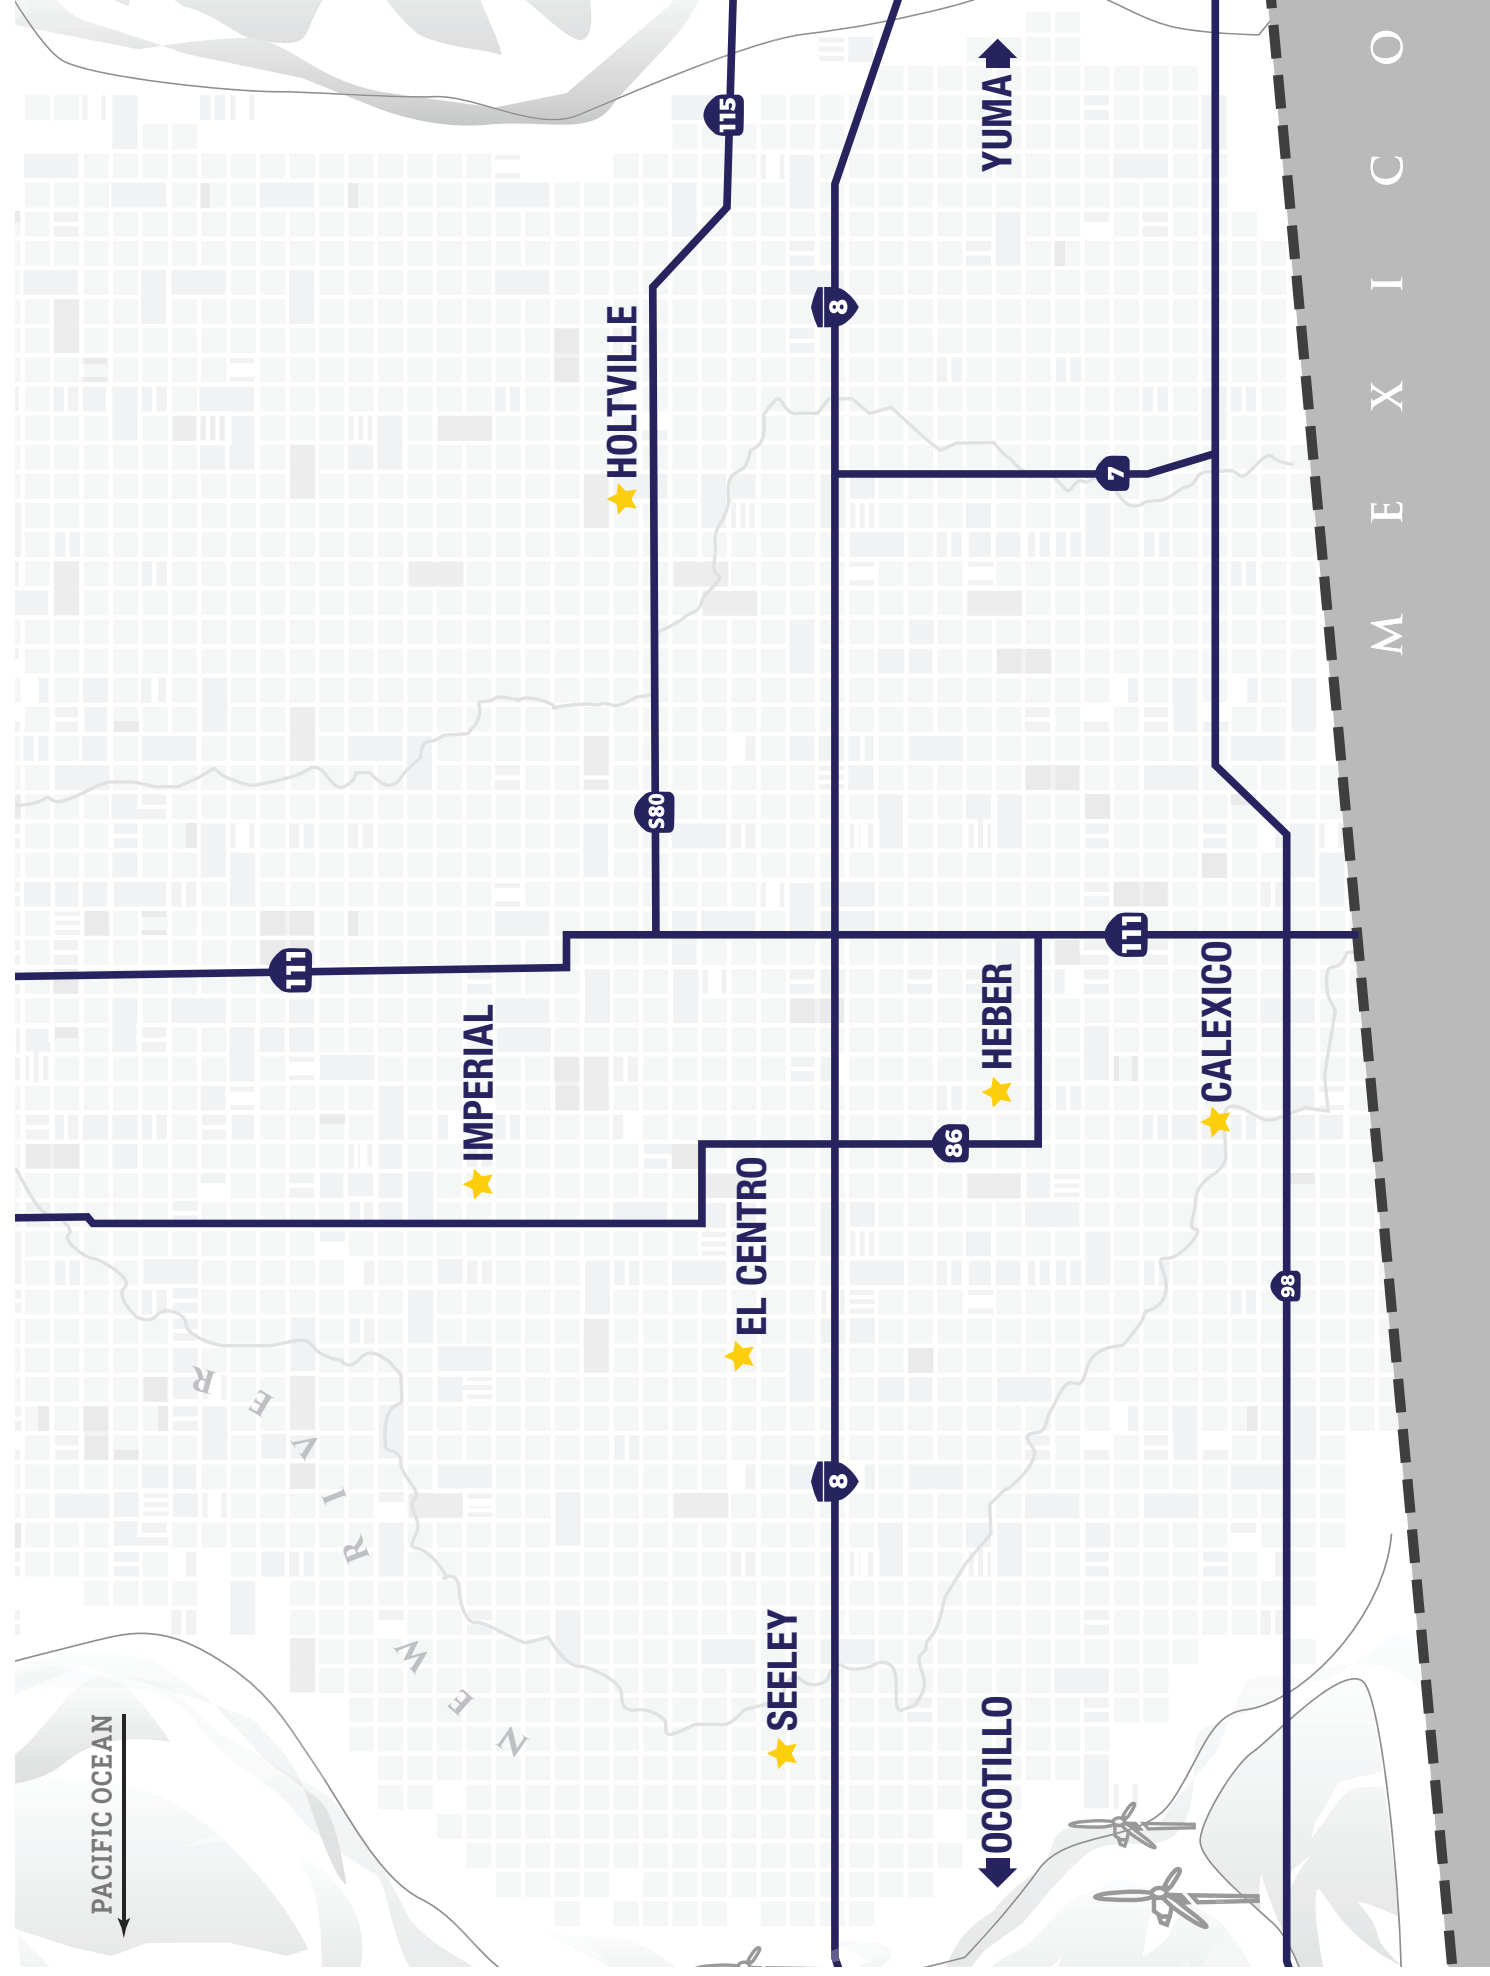 IMPERIAL
111
HOLTVILLE
S80
115
EL CENTRO
SEELEY
8
8
HEBER
86
111
7
YUMA
OCOTILLO
CALEXICO
98
NEW RIVER
PACIFIC OCEAN
MEXICO